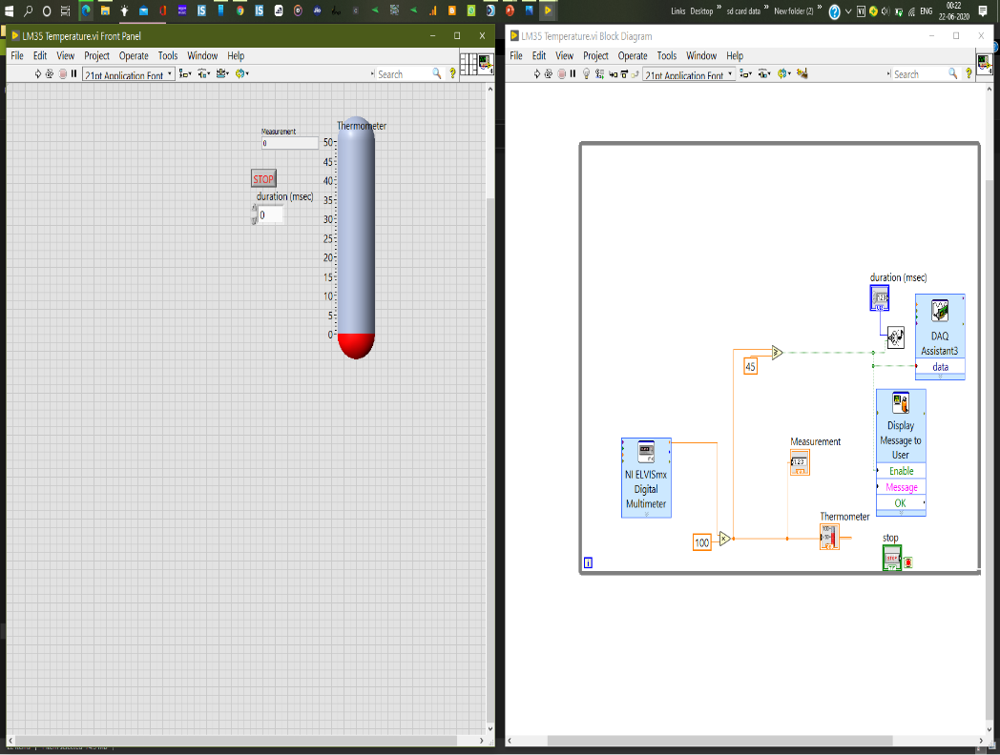 Links Desktop » sd card data » New folder (2) »
ENG
00:22
22-06-2020
LM35 Temperature.vi Front Panel
File Edit View Project Operate Tools Window Help
21pt Application Font
Search
Measurement
0
Thermometer
50
45
40
35
30
25
20
15
10
5
0
STOP
duration (msec)
0
LM35 Temperature.vi Block Diagram
File Edit View Project Operate Tools Window Help
21pt Application Font
Search
duration (msec)
123
DAQ
Assistant3
data
45
Display
Message to
User
Enable
Message
OK
Measurement
1.23
NI ELVISmx
Digital
Multimeter
100
x
Thermometer
stop
STOP
i